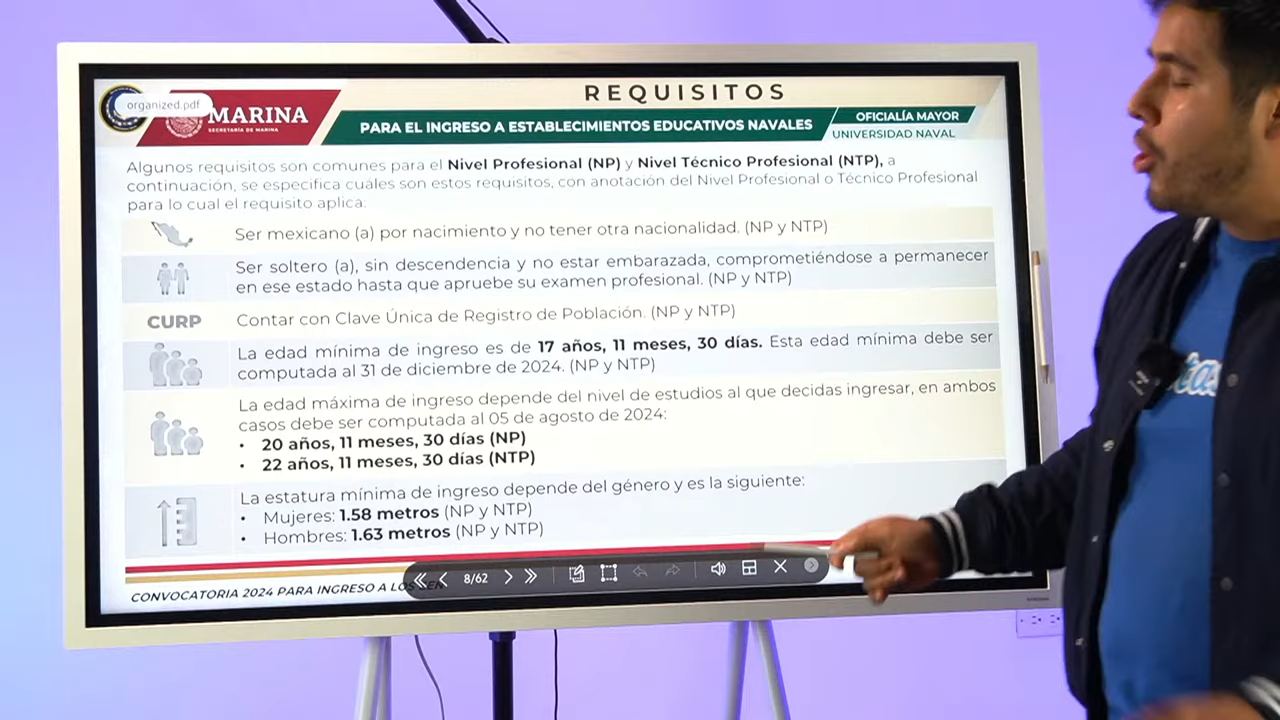 REQUISITOS
organized.pdf
MARINA
SECRETARÍA DE MARINA
PARA EL INGRESO A ESTABLECIMIENTOS EDUCATIVOS NAVALES
OFICIALÍA MAYOR
UNIVERSIDAD NAVAL
Algunos requisitos son comunes para el Nivel Profesional (NP) y Nivel Técnico Profesional (NTP), a
continuación, se especifica cuáles son estos requisitos, con anotación del Nivel Profesional o Técnico Profesional
para lo cual el requisito aplica:
Ser mexicano (a) por nacimiento y no tener otra nacionalidad. (NP y NTP)
Ser soltero (a), sin descendencia y no estar embarazada, comprometiéndose a permanecer
en ese estado hasta que apruebe su examen profesional. (NP y NTP)
CURP
Contar con Clave Única de Registro de Población. (NP y NTP)
La edad mínima de ingreso es de 17 años, 11 meses, 30 días. Esta edad mínima debe ser
computada al 31 de diciembre de 2024. (NP y NTP)
La edad máxima de ingreso depende del nivel de estudios al que decidas ingresar, en ambos
casos debe ser computada al 05 de agosto de 2024:
• 20 años, 11 meses, 30 días (NP)
• 22 años, 11 meses, 30 días (NTP)
La estatura mínima de ingreso depende del género y es la siguiente:
• Mujeres: 1.58 metros (NP y NTP)
• Hombres: 1.63 metros (NP y NTP)
8/62
CONVOCATORIA 2024 PARA INGRESO A LOS